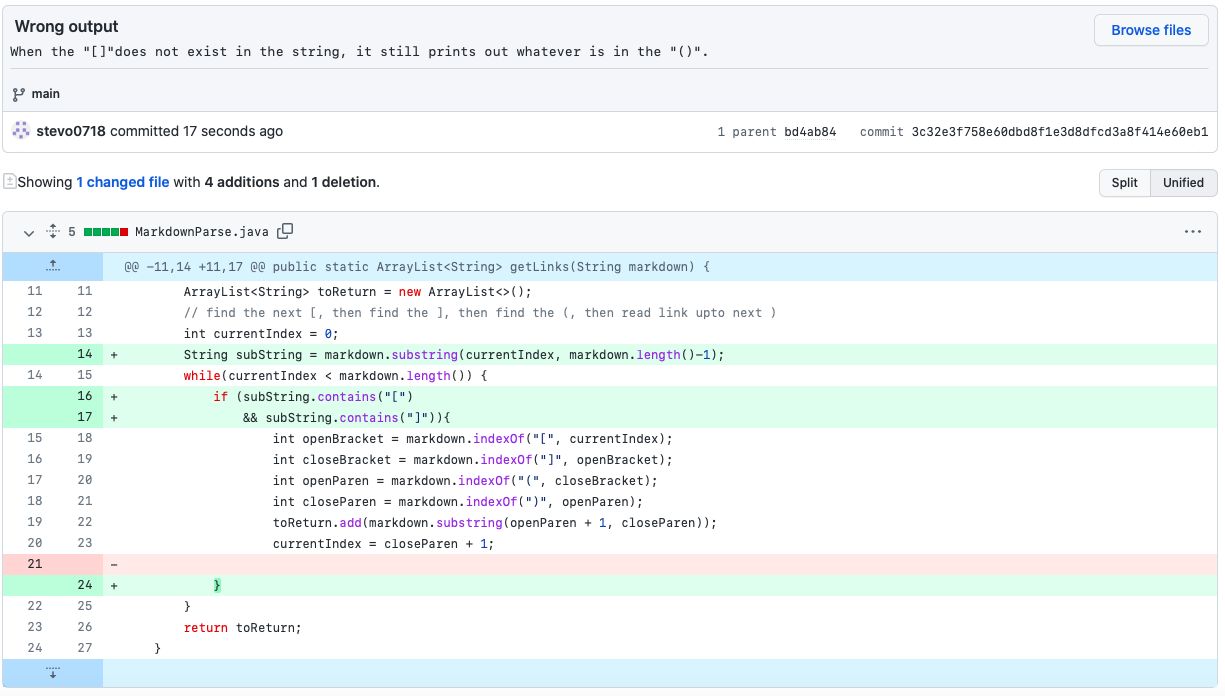 Wrong output
Browse files
When the "[]"does not exist in the string, it still prints out whatever is in the "()".
main
stevo0718 committed 17 seconds ago
1 parent bd4ab84 commit 3c32e3f758e60dbd8f1e3d8dfcd3a8f414e60eb1
Showing 1 changed file with 4 additions and 1 deletion.
Split Unified
5 MarkdownParse.java
@@ -11,14 +11,17 @@ public static ArrayList<String> getLinks(String markdown) {
11 11 ArrayList<String> toReturn = new ArrayList<>();
12 12 // find the next [, then find the ], then find the (, then read link upto next )
13 13 int currentIndex = 0;
14 + String subString = markdown.substring(currentIndex, markdown.length()-1);
14 15 while(currentIndex < markdown.length()) {
16 + if (subString.contains("[")
17 + && subString.contains("]")){
15 18 int openBracket = markdown.indexOf("[", currentIndex);
16 19 int closeBracket = markdown.indexOf("]", openBracket);
17 20 int openParen = markdown.indexOf("(", closeBracket);
18 21 int closeParen = markdown.indexOf(")", openParen);
19 22 toReturn.add(markdown.substring(openParen + 1, closeParen));
20 23 currentIndex = closeParen + 1;
21 −
24 + }
22 25 }
23 26 return toReturn;
24 27 }